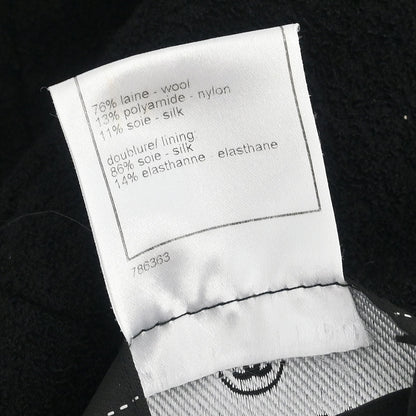 76% laine - wool
13% polyamide - nylon
11% soie - silk
doublure/ lining:
86% soie - silk
14% elasthanne - elasthane
786363